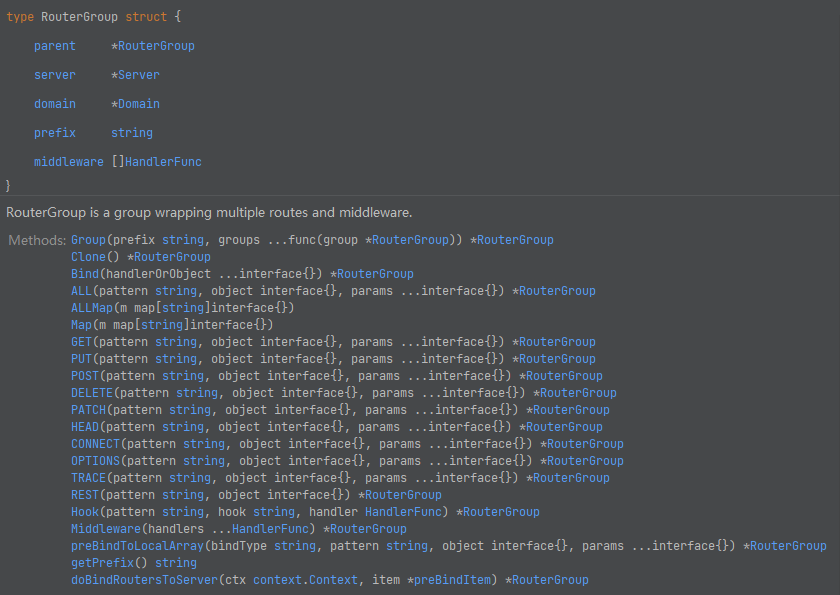 type RouterGroup struct {
parent *RouterGroup
server *Server
domain *Domain
prefix string
middleware []HandlerFunc
}
RouterGroup is a group wrapping multiple routes and middleware.
Methods: Group(prefix string, groups ...func(group *RouterGroup)) *RouterGroup
Clone() *RouterGroup
Bind(handlerOrObject ...interface{}) *RouterGroup
ALL(pattern string, object interface{}, params ...interface{}) *RouterGroup
ALLMap(m map[string]interface{})
Map(m map[string]interface{})
GET(pattern string, object interface{}, params ...interface{}) *RouterGroup
PUT(pattern string, object interface{}, params ...interface{}) *RouterGroup
POST(pattern string, object interface{}, params ...interface{}) *RouterGroup
DELETE(pattern string, object interface{}, params ...interface{}) *RouterGroup
PATCH(pattern string, object interface{}, params ...interface{}) *RouterGroup
HEAD(pattern string, object interface{}, params ...interface{}) *RouterGroup
CONNECT(pattern string, object interface{}, params ...interface{}) *RouterGroup
OPTIONS(pattern string, object interface{}, params ...interface{}) *RouterGroup
TRACE(pattern string, object interface{}, params ...interface{}) *RouterGroup
REST(pattern string, object interface{}) *RouterGroup
Hook(pattern string, hook string, handler HandlerFunc) *RouterGroup
Middleware(handlers ...HandlerFunc) *RouterGroup
preBindToLocalArray(bindType string, pattern string, object interface{}, params ...interface{}) *RouterGroup
getPrefix() string
doBindRoutersToServer(ctx context.Context, item *preBindItem) *RouterGroup